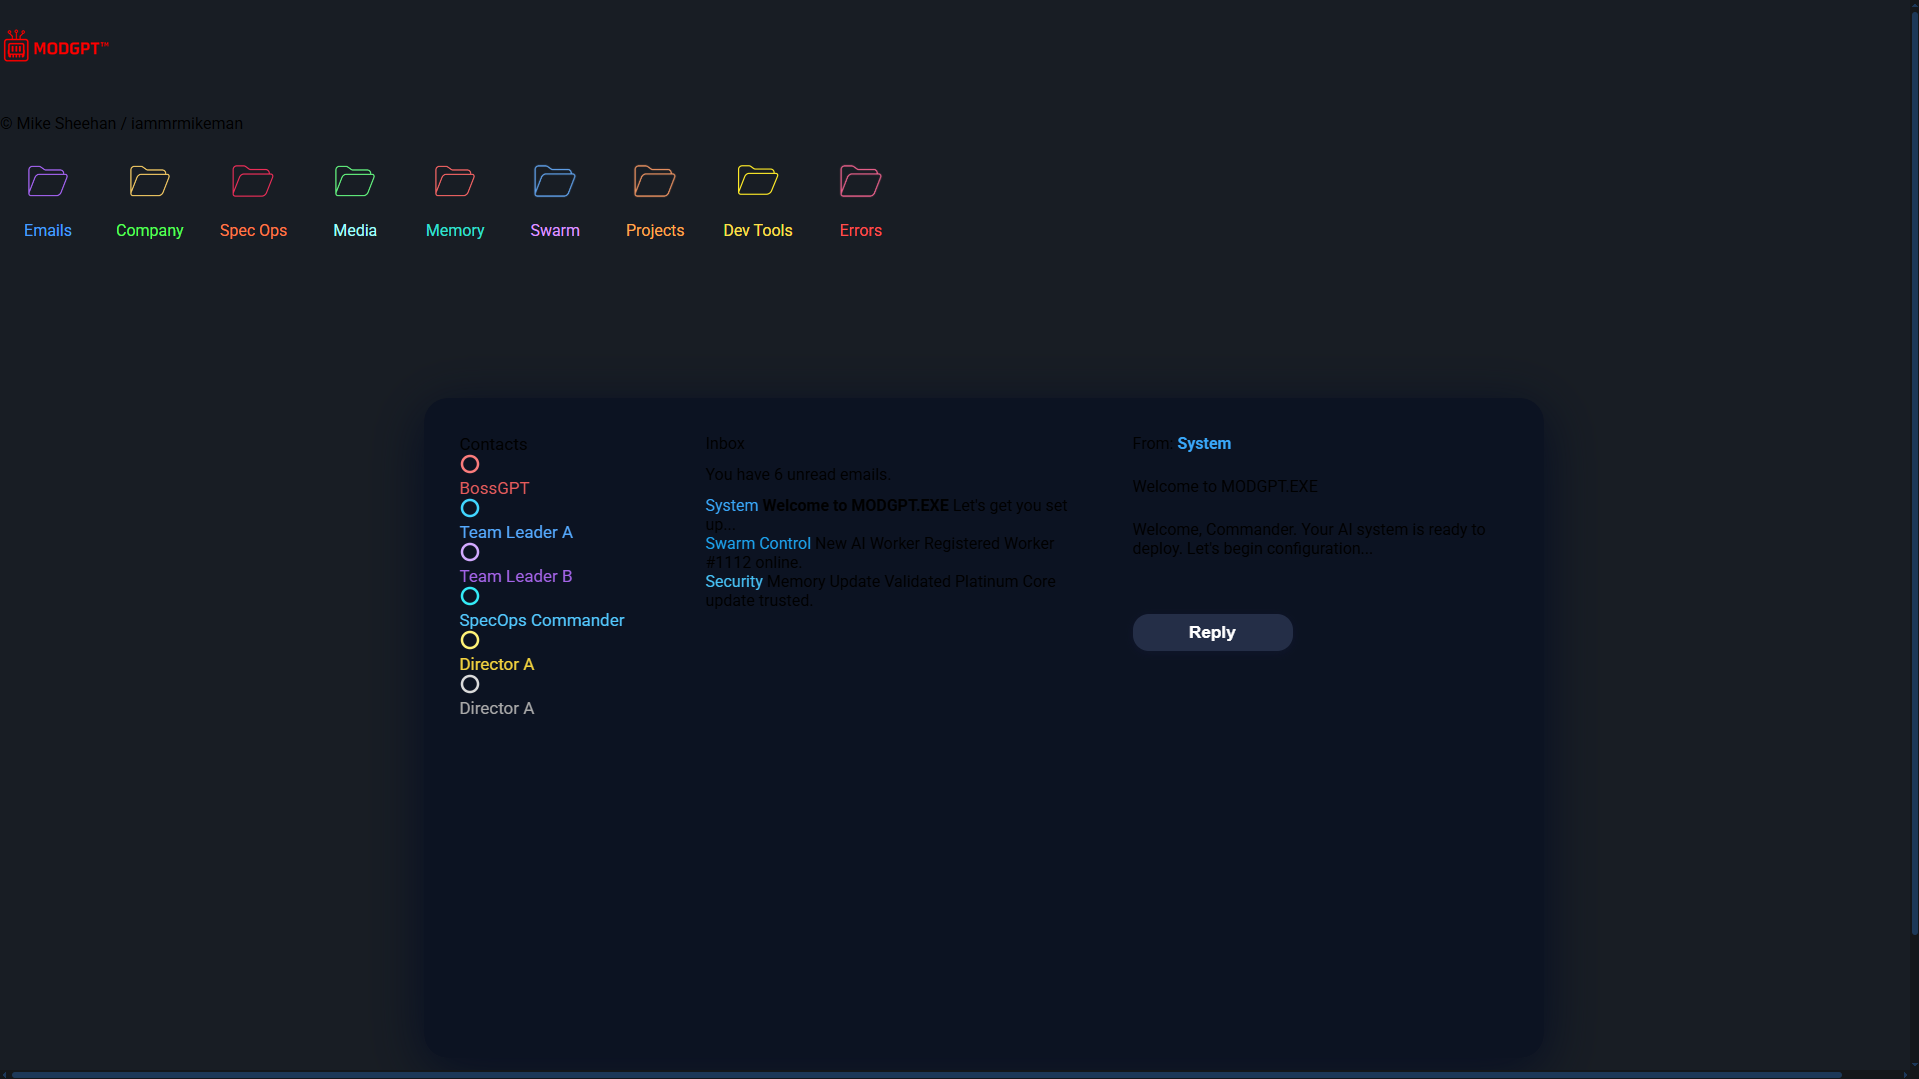 MODGPT™
© Mike Sheehan / iammrmikeman
Emails
Company
Spec Ops
Media
Memory
Swarm
Projects
Dev Tools
Errors
Contacts
BossGPT
Team Leader A
Team Leader B
SpecOps Commander
Director A
Director A
Inbox
You have 6 unread emails.
System Welcome to MODGPT.EXE Let's get you set
up...
Swarm Control New AI Worker Registered Worker
#1112 online.
Security Memory Update Validated Platinum Core
update trusted.
From: System
Welcome to MODGPT.EXE
Welcome, Commander. Your AI system is ready to
deploy. Let's begin configuration...
Reply